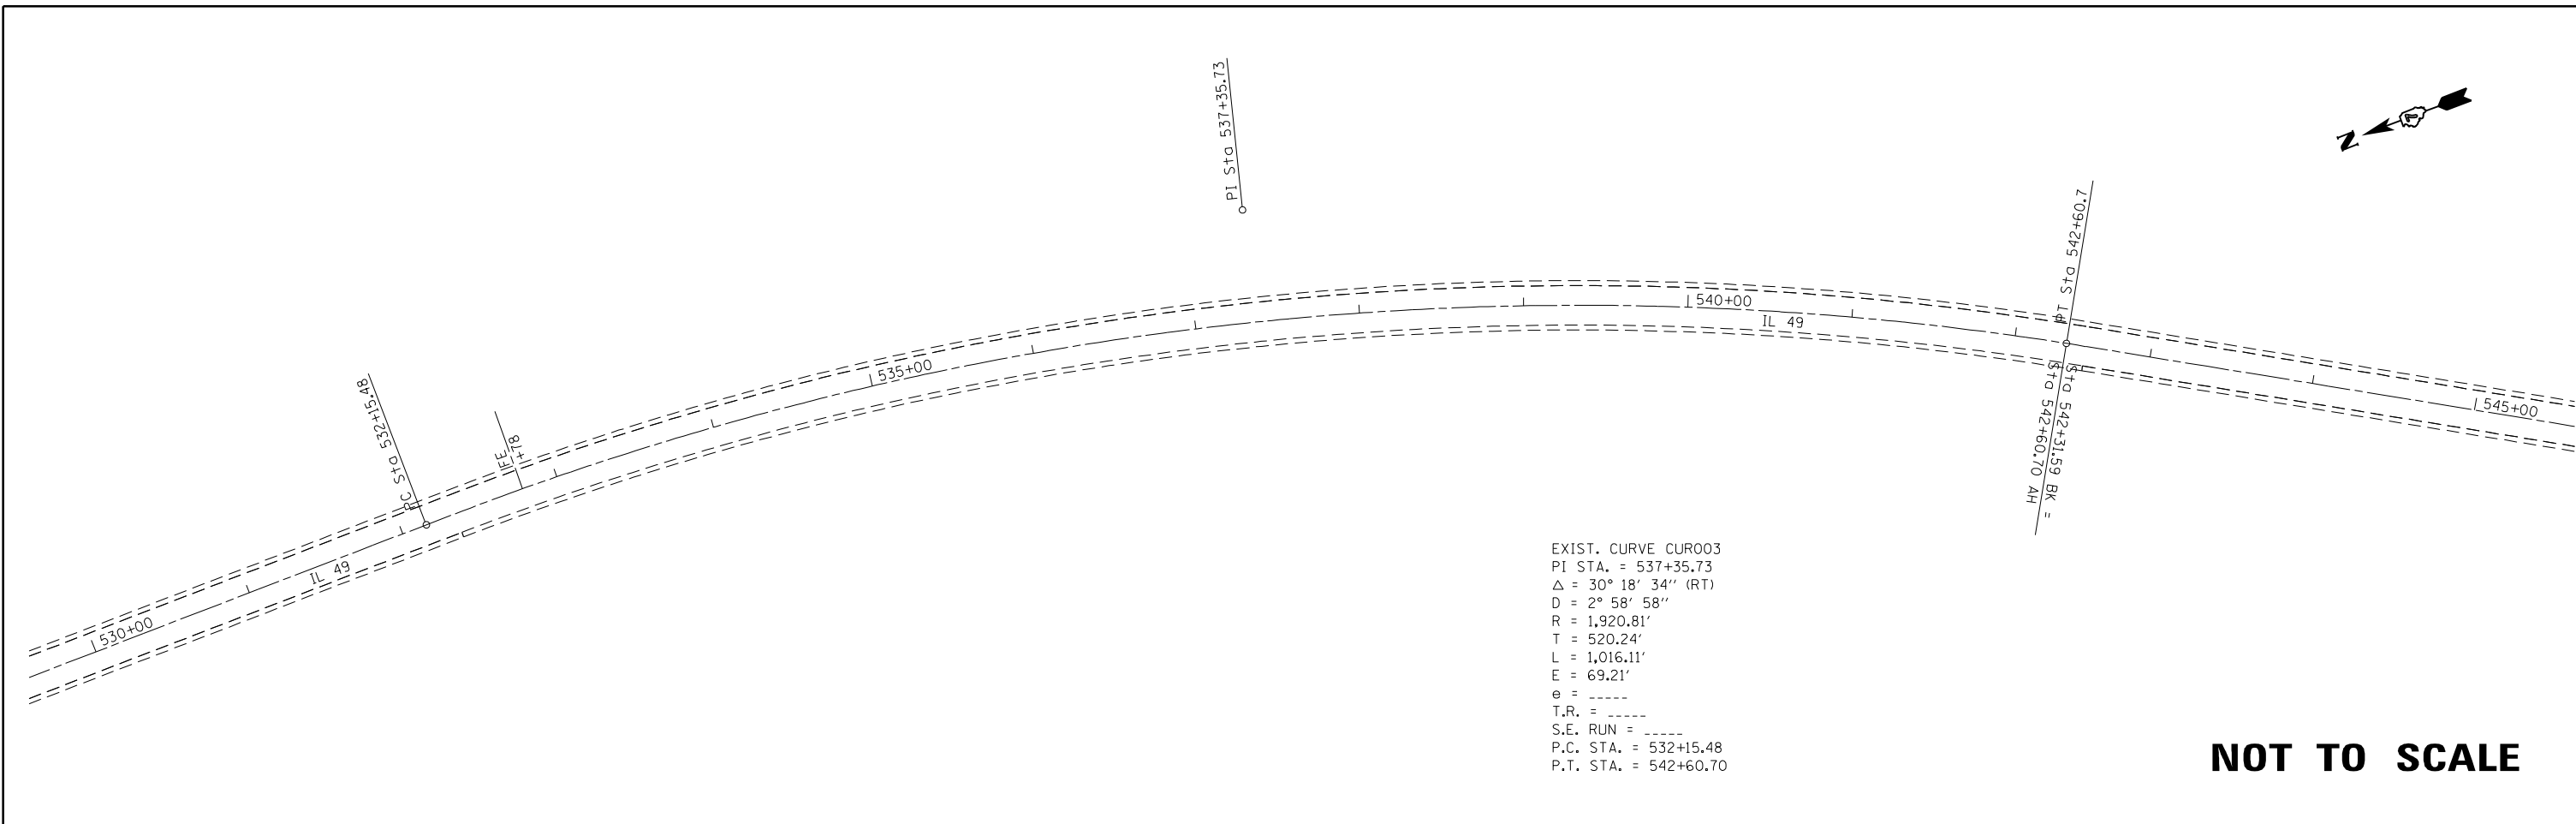 PI Sta 537+35.73
N
PT Sta 542+60.7
540+00
IL 49
535+00
PC Sta 532+15.48
FE
+78
Sta 542+31.59 BK =
Sta 542+60.70 AH
545+00
IL 49
530+00
EXIST. CURVE CUR003
PI STA. = 537+35.73
Δ = 30° 18' 34'' (RT)
D = 2° 58' 58''
R = 1,920.81'
T = 520.24'
L = 1,016.11'
E = 69.21'
e = _____
T.R. = _____
S.E. RUN = _____
P.C. STA. = 532+15.48
P.T. STA. = 542+60.70
NOT TO SCALE